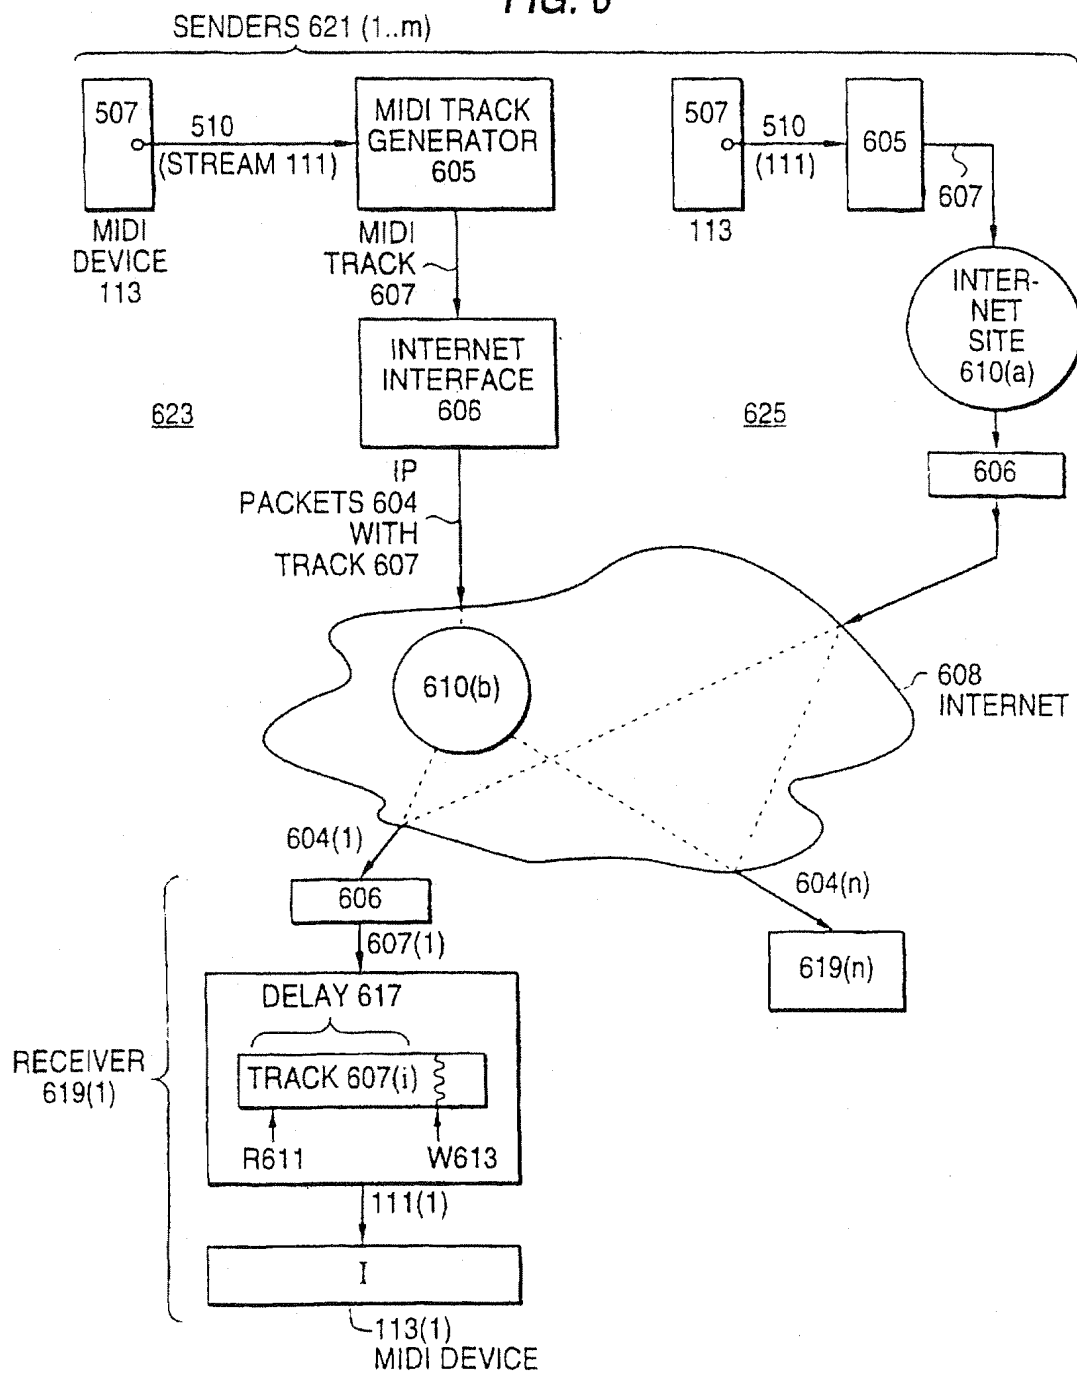 FIG. 6
SENDERS 621 (1..m)
507
510
(STREAM 111)
MIDI TRACK
GENERATOR
605
507
510
(111)
605
607
MIDI
DEVICE
113
MIDI
TRACK
607
113
INTER-
NET
SITE
610(a)
INTERNET
INTERFACE
606
623
625
606
IP
PACKETS 604
WITH
TRACK 607
610(b)
608
INTERNET
604(1)
604(n)
606
607(1)
619(n)
DELAY 617
RECEIVER
619(1)
TRACK 607(i)
R611
W613
111(1)
I
113(1)
MIDI DEVICE